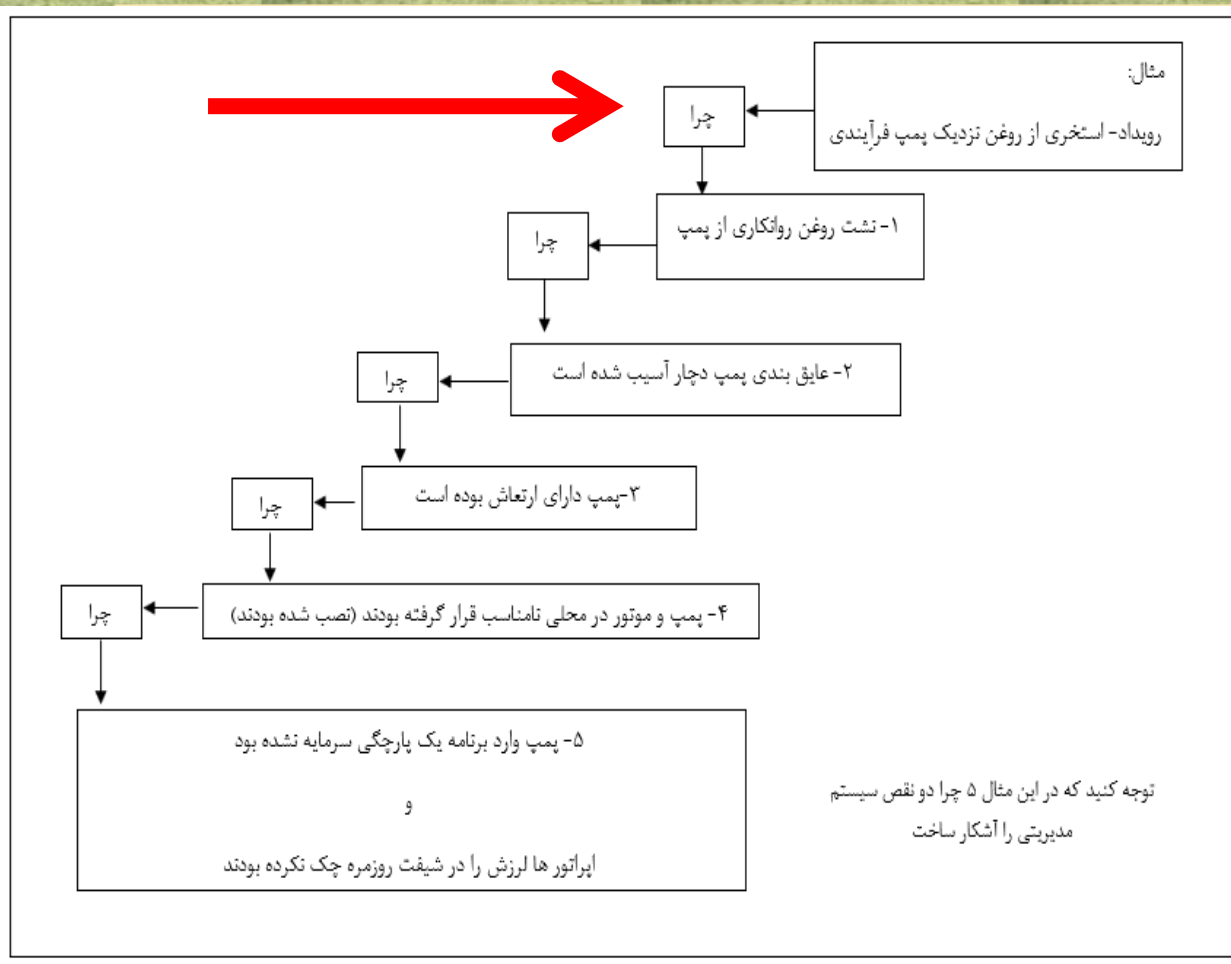 مثال:
رویداد- استخری از روغن نزدیک پمپ فرآیندی
چرا
۱- نشت روغن روانکاری از پمپ
چرا
۲- عایق بندی پمپ دچار آسیب شده است
چرا
۳-پمپ دارای ارتعاش بوده است
چرا
۴- پمپ و موتور در محلی نامناسب قرار گرفته بودند (نصب شده بودند)
چرا
۵- پمپ وارد برنامه یک پارچگی سرمایه نشده بود
و
اپراتور ها لرزش را در شیفت روزمره چک نکرده بودند
توجه کنید که در این مثال ۵ چرا دو نقص سیستم
مدیریتی را آشکار ساخت